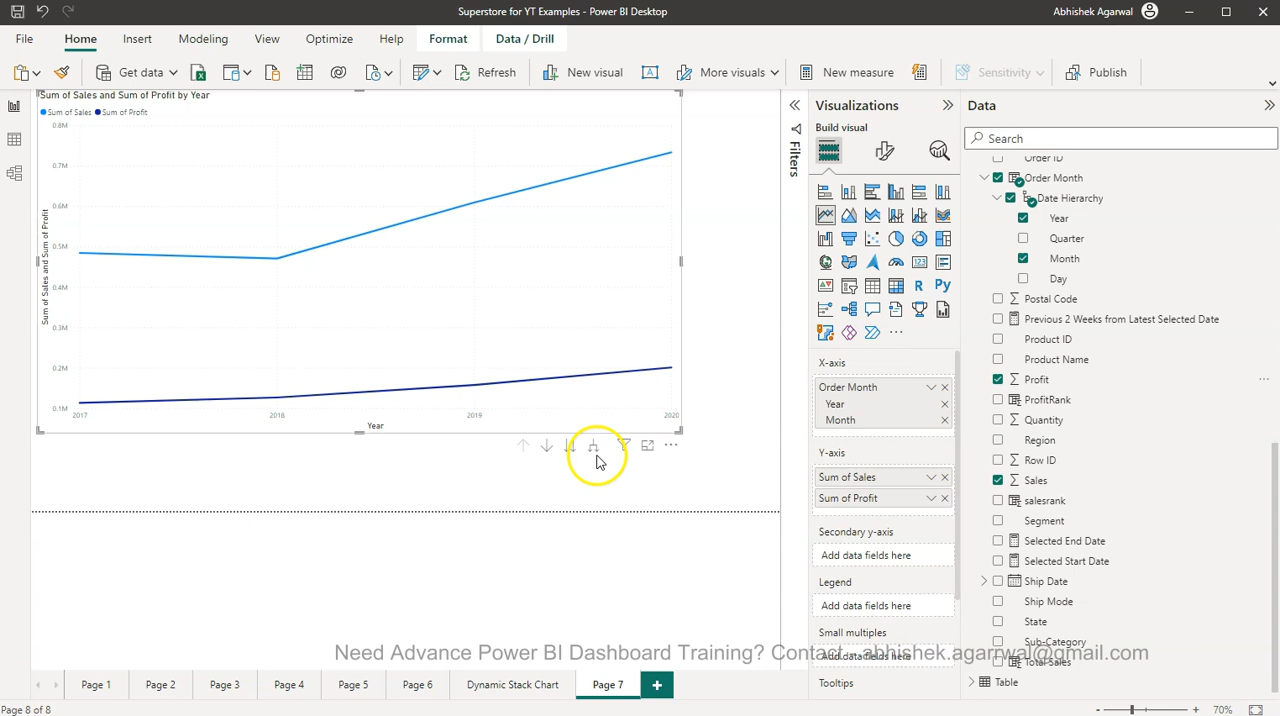 Superstore for YT Examples - Power BI Desktop
Abhishek Agarwal
File Home Insert Modeling View Optimize Help Format Data / Drill
Get data Refresh New visual A More visuals New measure Sensitivity Publish
Sum of Sales and Sum of Profit by Year
Sum of Sales Sum of Profit
0.8M
0.7M
0.6M
0.5M
0.4M
0.3M
0.2M
0.1M
Sum of Sales and Sum of Profit
2017 2018 2019 2020
Year
Filters
Visualizations
Build visual
R Py
123
X-axis
Order Month
Year
Month
Y-axis
Sum of Sales
Sum of Profit
Secondary y-axis
Add data fields here
Legend
Add data fields here
Small multiples
Add data fields here
Tooltips
Data
Search
Order ID
Order Month
Date Hierarchy
Year
Quarter
Month
Day
Postal Code
Previous 2 Weeks from Latest Selected Date
Product ID
Product Name
Profit
ProfitRank
Quantity
Region
Row ID
Sales
salesrank
Segment
Selected End Date
Selected Start Date
Ship Date
Ship Mode
State
Sub-Category
Total Sales
Table
Need Advance Power BI Dashboard Training? Contact - abhishek.agarrwal@gmail.com
Page 1 Page 2 Page 3 Page 4 Page 5 Page 6 Dynamic Stack Chart Page 7 +
Page 8 of 8
- + 70%